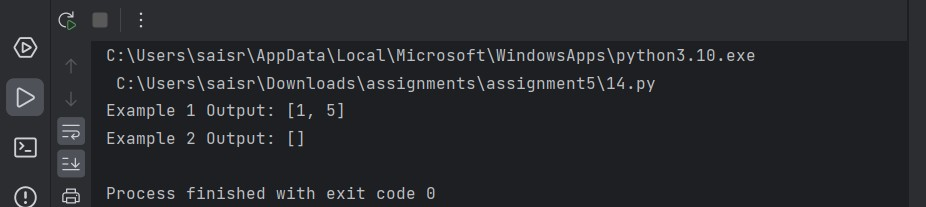 C:\Users\saisr\AppData\Local\Microsoft\WindowsApps\python3.10.exe
C:\Users\saisr\Downloads\assignments\assignment5\14.py
Example 1 Output: [1, 5]
Example 2 Output: []
Process finished with exit code 0